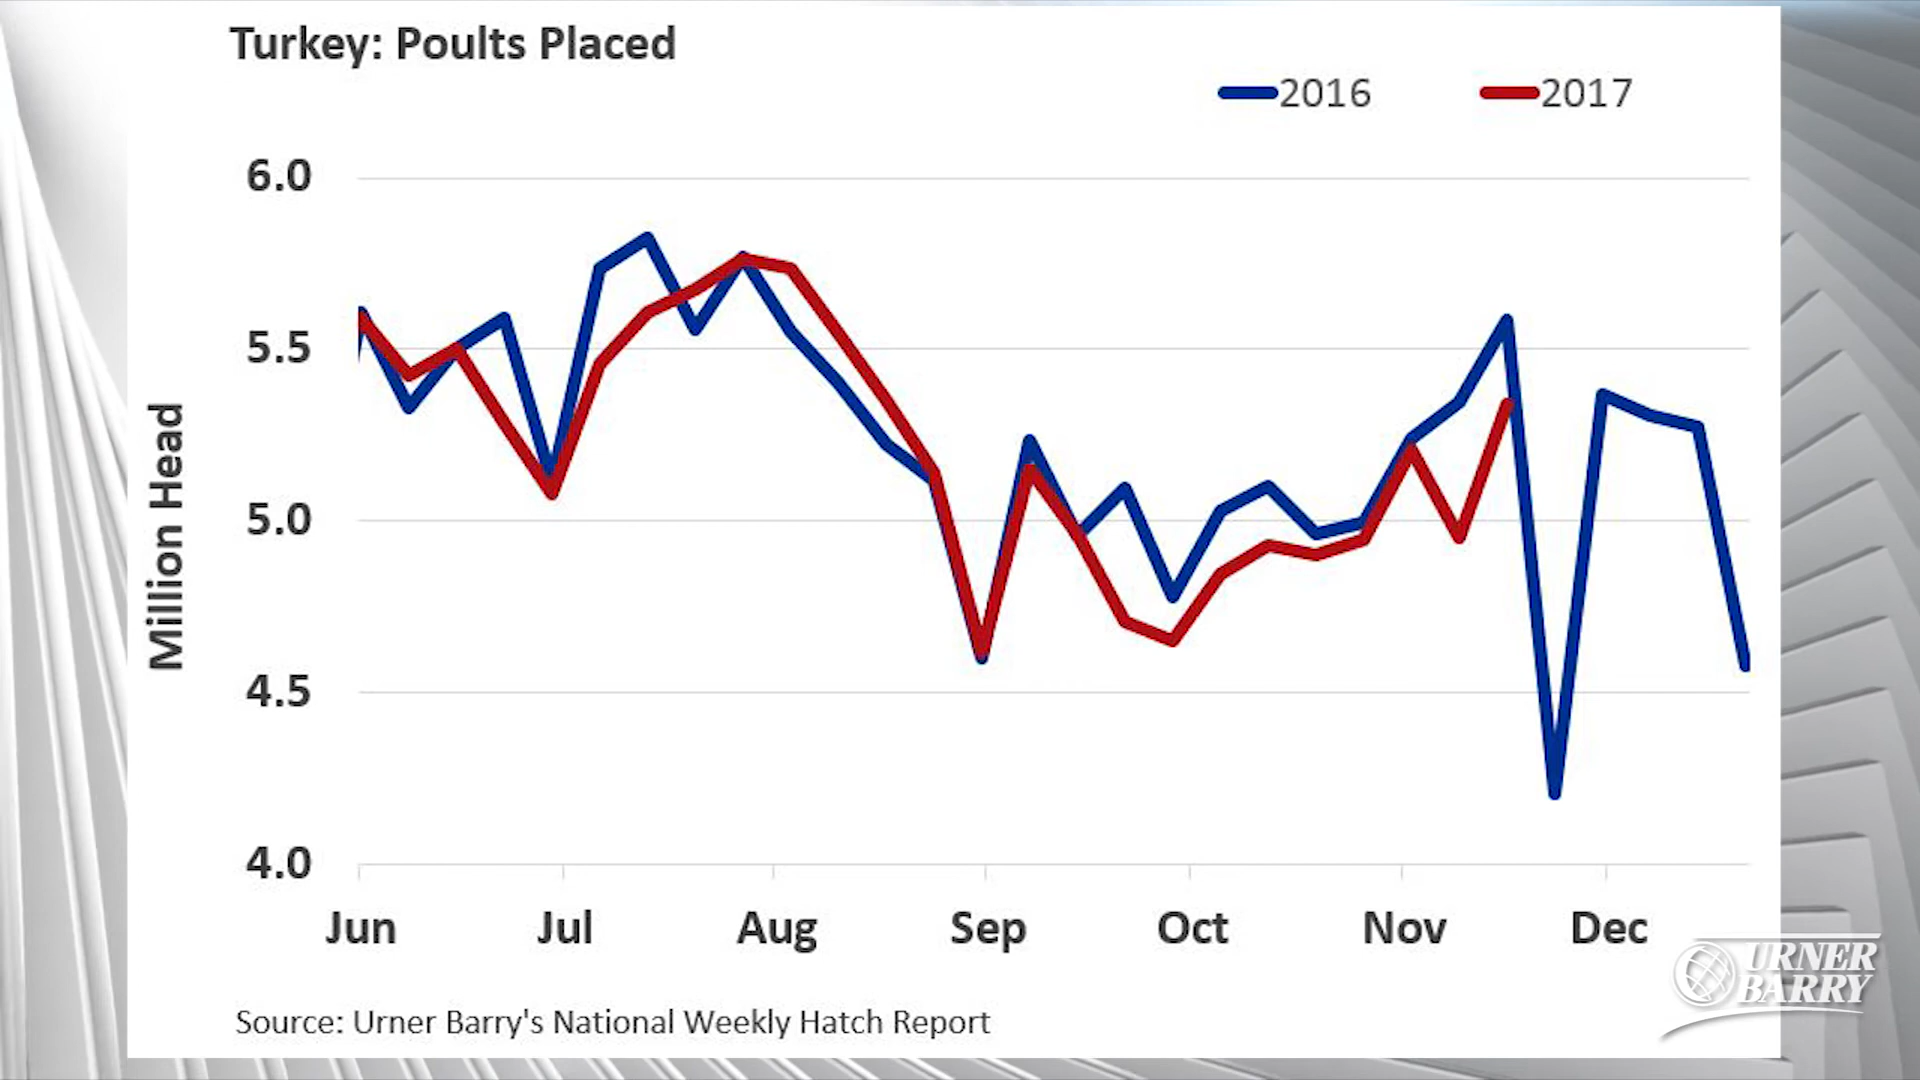 Turkey: Poults Placed
2016
2017
6.0
5.5
5.0
4.5
4.0
Million Head
Jun
Jul
Aug
Sep
Oct
Nov
Dec
Source: Urner Barry's National Weekly Hatch Report
URNER
BARRY